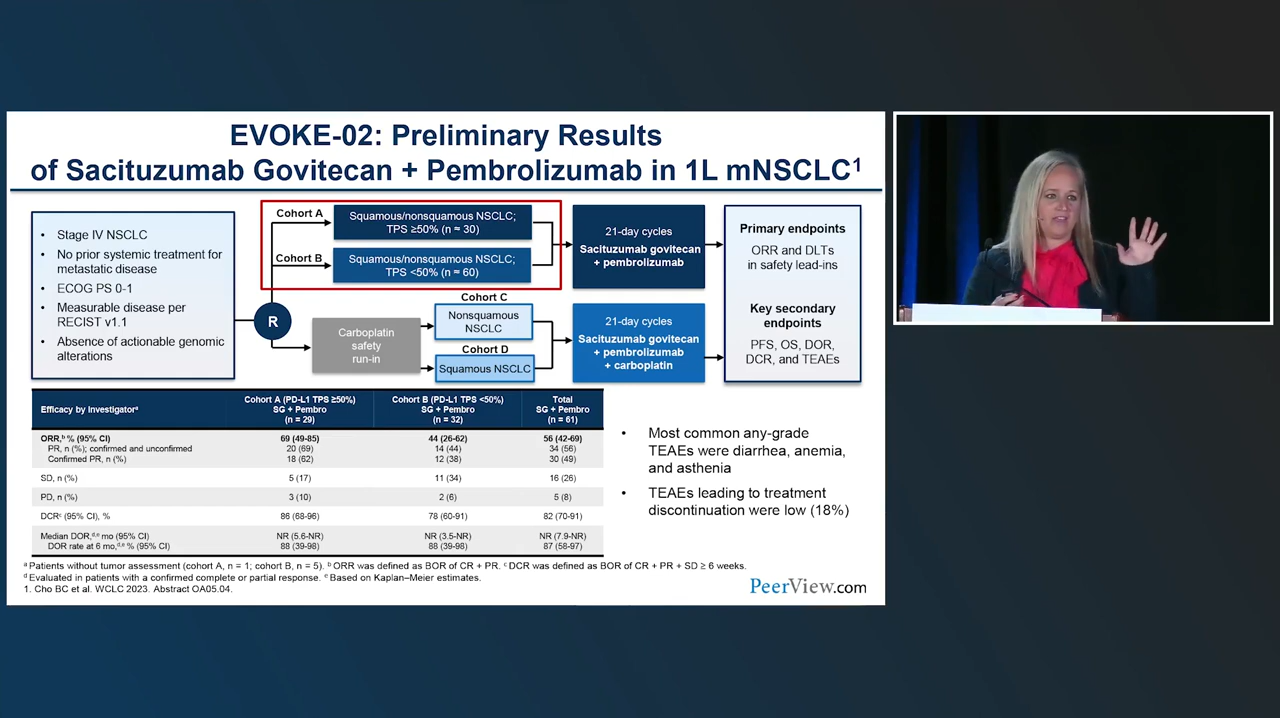 EVOKE-02: Preliminary Results
of Sacituzumab Govitecan + Pembrolizumab in 1L mNSCLC¹
• Stage IV NSCLC
• No prior systemic treatment for
metastatic disease
• ECOG PS 0-1
• Measurable disease per
RECIST v1.1
• Absence of actionable genomic
alterations
R
Cohort A
Squamous/nonsquamous NSCLC;
TPS ≥50% (n ≈ 30)
Cohort B
Squamous/nonsquamous NSCLC;
TPS <50% (n ≈ 60)
Carboplatin
safety
run-in
Cohort C
Nonsquamous
NSCLC
Cohort D
Squamous NSCLC
21-day cycles
Sacituzumab govitecan
+ pembrolizumab
21-day cycles
Sacituzumab govitecan
+ pembrolizumab
+ carboplatin
Primary endpoints
ORR and DLTs
in safety lead-ins
Key secondary
endpoints
PFS, OS, DOR,
DCR, and TEAEs
Efficacy by Investigatorᵃ
Cohort A (PD-L1 TPS ≥50%)
SG + Pembro
(n = 29)
Cohort B (PD-L1 TPS <50%)
SG + Pembro
(n = 32)
Total
SG + Pembro
(n = 61)
ORR,ᵇ % (95% CI) 69 (49-85) 44 (26-62) 56 (42-69)
PR, n (%); confirmed and unconfirmed 20 (69) 14 (44) 34 (56)
Confirmed PR, n (%) 18 (62) 12 (38) 30 (49)
SD, n (%) 5 (17) 11 (34) 16 (26)
PD, n (%) 3 (10) 2 (6) 5 (8)
DCRᶜ (95% CI), % 86 (68-96) 78 (60-91) 82 (70-91)
Median DOR,ᵈ,ᵉ mo (95% CI) NR (5.6-NR) NR (3.5-NR) NR (7.9-NR)
DOR rate at 6 mo,ᵈ,ᵉ % (95% CI) 88 (39-98) 88 (39-98) 87 (58-97)
• Most common any-grade
TEAEs were diarrhea, anemia,
and asthenia
• TEAEs leading to treatment
discontinuation were low (18%)
ᵃ Patients without tumor assessment (cohort A, n = 1; cohort B, n = 5). ᵇ ORR was defined as BOR of CR + PR. ᶜ DCR was defined as BOR of CR + PR + SD ≥ 6 weeks.
ᵈ Evaluated in patients with a confirmed complete or partial response. ᵉ Based on Kaplan–Meier estimates.
1. Cho BC et al. WCLC 2023. Abstract OA05.04.
PeerView.com